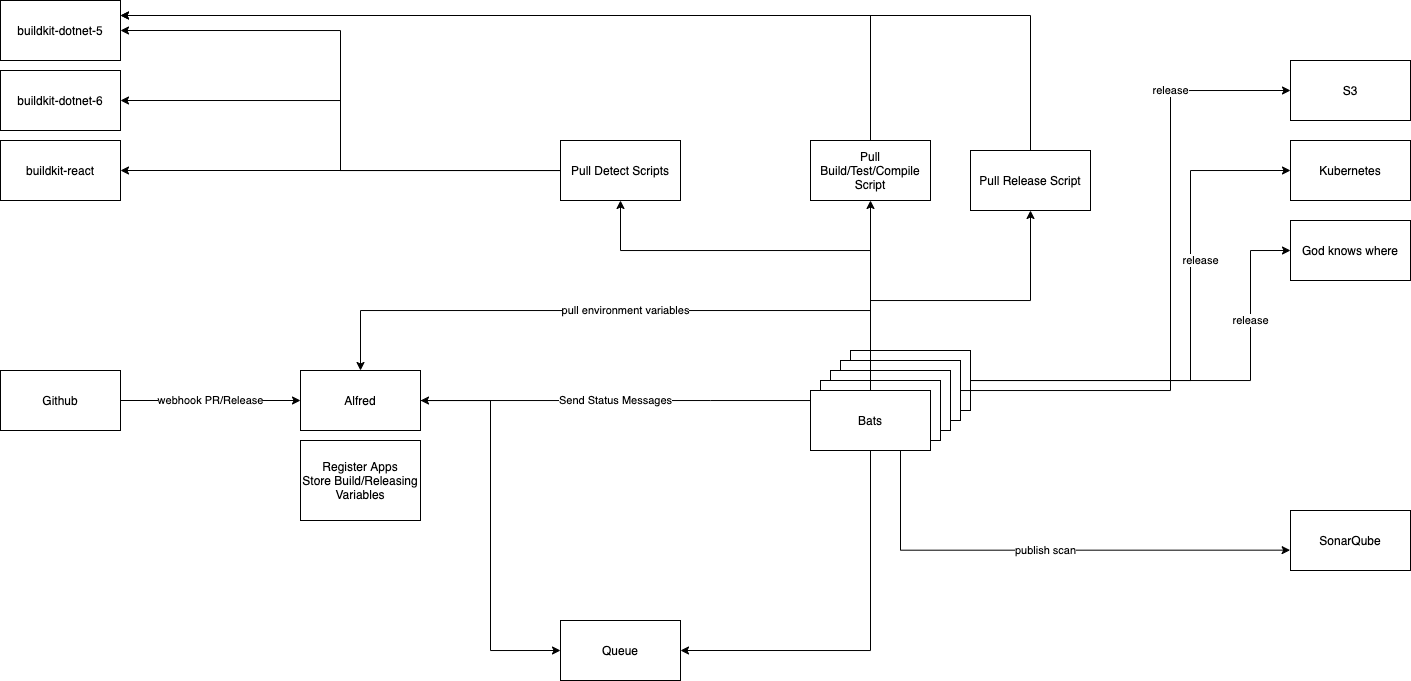 buildkit-dotnet-5
buildkit-dotnet-6
buildkit-react
Pull Detect Scripts
Pull
Build/Test/Compile
Script
Pull Release Script
release
S3
Kubernetes
God knows where
release
release
pull environment variables
Github
webhook PR/Release
Alfred
Send Status Messages
Bats
Register Apps
Store Build/Releasing
Variables
publish scan
SonarQube
Queue